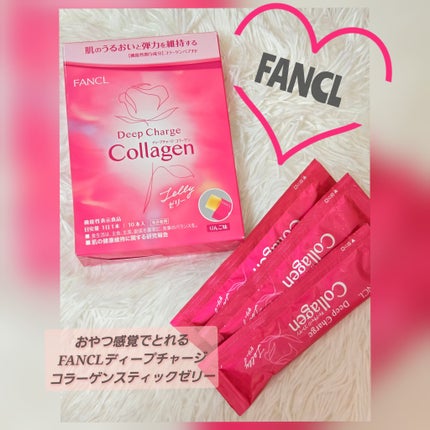 肌のうるおいと弾力を維持する
FANCL
Deep Charge
Collagen
ディープチャージ コラーゲン
Jelly
ゼリー
りんご味
機能性表示食品
FANCL
Collagen
Collagen
FANCL
Deep Charge
Collagen
Jelly
おやつ感覚でとれる
FANCLディープチャージ
コラーゲンスティックゼリー